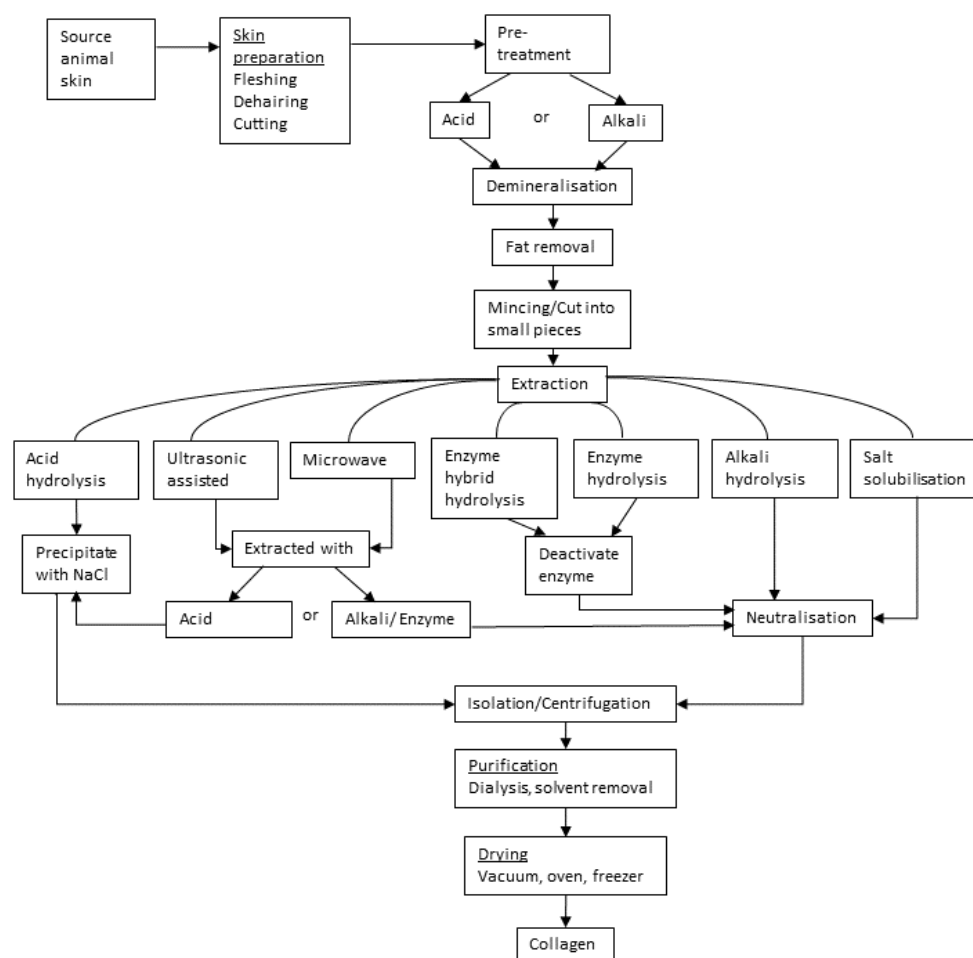 Source
animal
skin
Skin
preparation
Fleshing
Dehairing
Cutting
Pre-
treatment
Acid
or
Alkali
Demineralisation
Fat removal
Mincing/Cut into
small pieces
Extraction
Acid
hydrolysis
Ultrasonic
assisted
Microwave
Enzyme
hybrid
hydrolysis
Enzyme
hydrolysis
Alkali
hydrolysis
Salt
solubilisation
Precipitate
with NaCl
Extracted with
Deactivate
enzyme
Acid
or
Alkali/Enzyme
Neutralisation
Isolation/Centrifugation
Purification
Dialysis, solvent removal
Drying
Vacuum, oven, freezer
Collagen